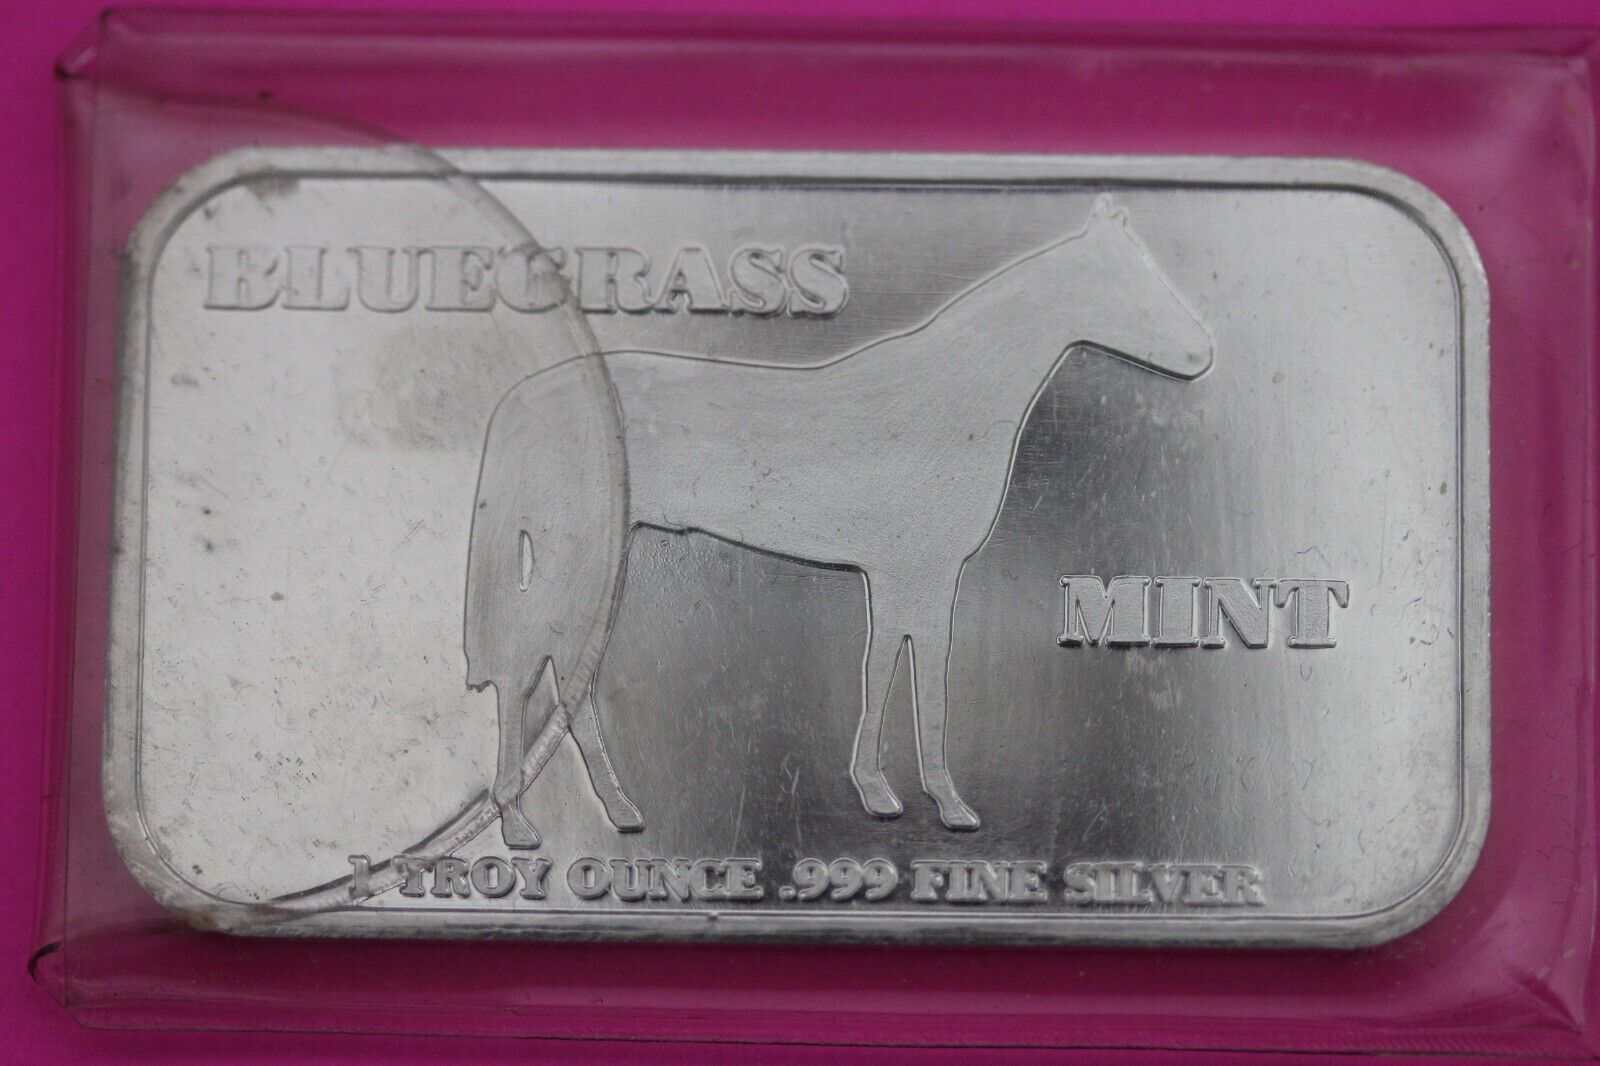 BLUEGRASS
MINT
1 TROY OUNCE .999 FINE SILVER